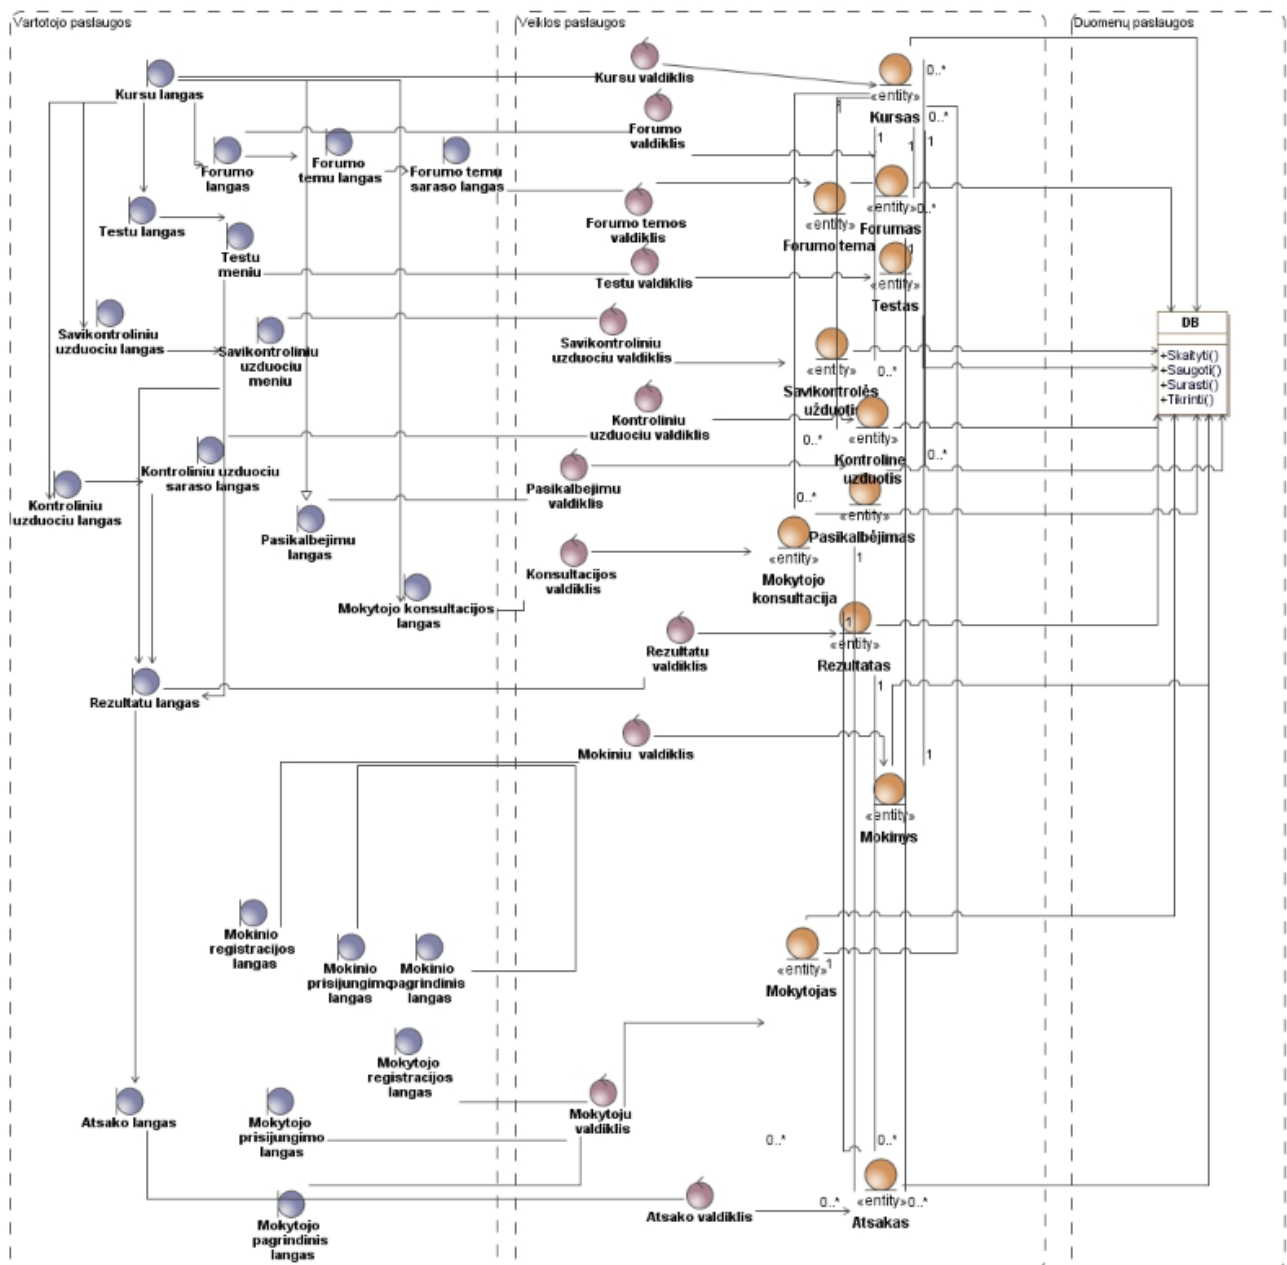 Vartotojo paslaugos
Veiklos paslaugos
Duomenų paslaugos
Kursu langas
Kursu valdiklis
0..*
«entity»
Kursas
0..*
Forumo
valdiklis
1
1
1
1
Forumo
langas
Forumo
temu langas
Forumo temu
saraso langas
«entity»
Forumas
0..*
Forumo temos
valdiklis
«entity»
Forumo tema
1
Testu langas
Testu
meniu
Testu valdiklis
«entity»
Testas
Savikontroliniu
uzduociu langas
Savikontroliniu
uzduociu
meniu
Savikontroliniu
uzduociu valdiklis
«entity»
Savikontrolės
užduotis
0..*
DB
+Skaityti()
+Saugoti()
+Surasti()
+Tikrinti()
Kontroliniu
uzduociu valdiklis
0..*
«entity»
Kontroline
uzduotis
0..*
Kontroliniu uzduociu
saraso langas
Kontroliniu
uzduociu langas
Pasikalbejimu
valdiklis
0..*
«entity»
Pasikalbėjimas
Pasikalbejimu
langas
Konsultacijos
valdiklis
«entity»
Mokytojo
konsultacija
1
Mokytojo konsultacijos
langas
Rezultatu
valdiklis
1
«entity»
Rezultatas
1
Rezultatu langas
Mokiniu valdiklis
1
«entity»
Mokinys
Mokinio
registracijos
langas
Mokinio
prisijungimo
langas
Mokinio
pagrindinis
langas
«entity»
1
Mokytojas
Mokytojo
registracijos
langas
Atsako langas
Mokytojo
prisijungimo
langas
Mokytoju
valdiklis
0..*
0..*
Mokytojo
pagrindinis
langas
Atsako valdiklis
0..*
«entity»
0..*
Atsakas